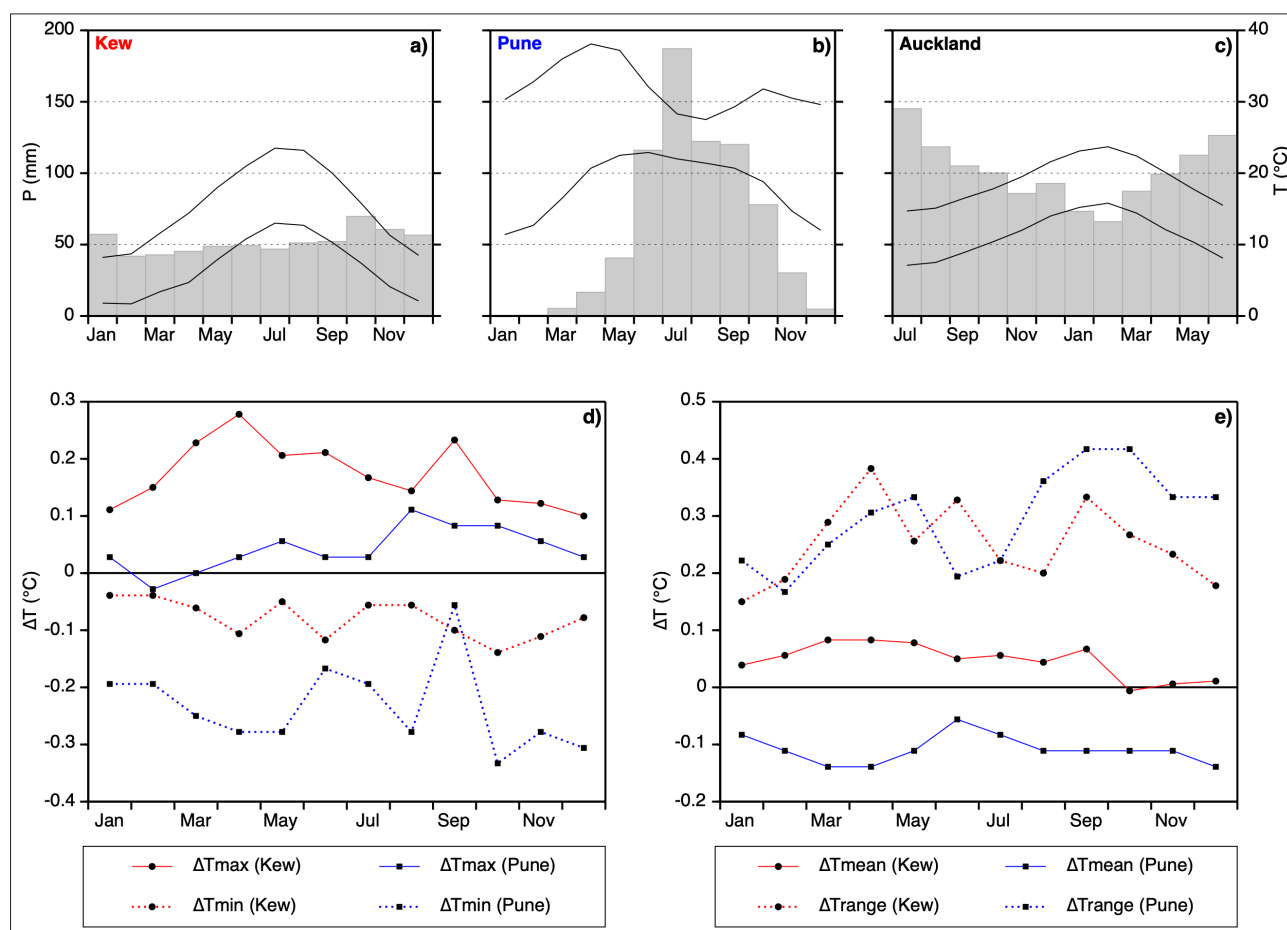 Kew a)
Pune b)
Auckland c)
200
150
100
50
0
P (mm)
40
30
20
10
0
T (°C)
Jan Mar May Jul Sep Nov
Jan Mar May Jul Sep Nov
Jul Sep Nov Jan Mar May
d)
0.3
0.2
0.1
0
-0.1
-0.2
-0.3
-0.4
ΔT (°C)
Jan Mar May Jul Sep Nov
e)
0.5
0.4
0.3
0.2
0.1
0
-0.1
-0.2
ΔT (°C)
Jan Mar May Jul Sep Nov
ΔTmax (Kew) ΔTmax (Pune)
ΔTmin (Kew) ΔTmin (Pune)
ΔTmean (Kew) ΔTmean (Pune)
ΔTrange (Kew) ΔTrange (Pune)